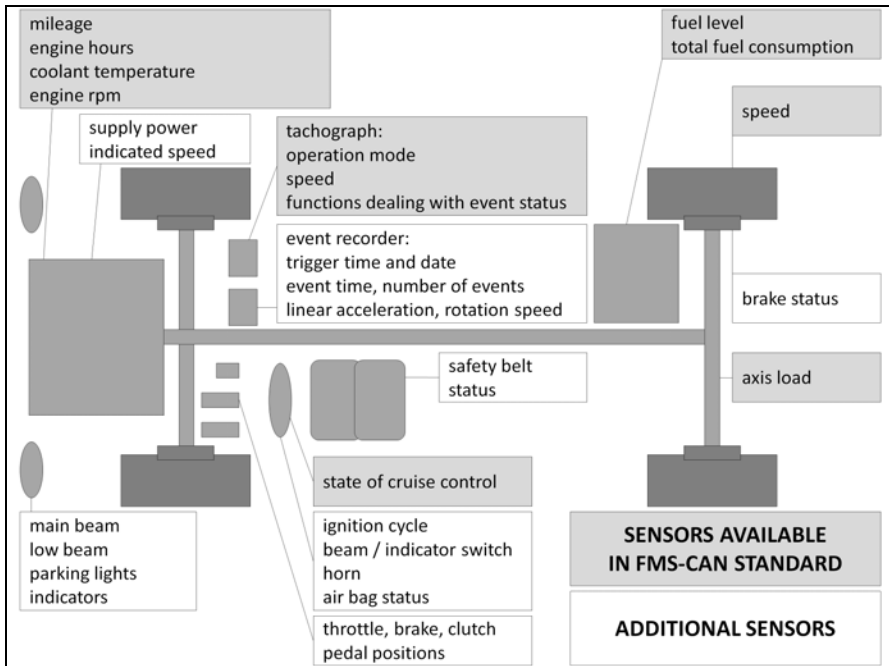 mileage
engine hours
coolant temperature
engine rpm
fuel level
total fuel consumption
supply power
indicated speed
tachograph:
operation mode
speed
functions dealing with event status
speed
event recorder:
trigger time and date
event time, number of events
linear acceleration, rotation speed
brake status
safety belt
status
axis load
state of cruise control
main beam
low beam
parking lights
indicators
ignition cycle
beam / indicator switch
horn
air bag status
throttle, brake, clutch
pedal positions
SENSORS AVAILABLE
IN FMS-CAN STANDARD
ADDITIONAL SENSORS